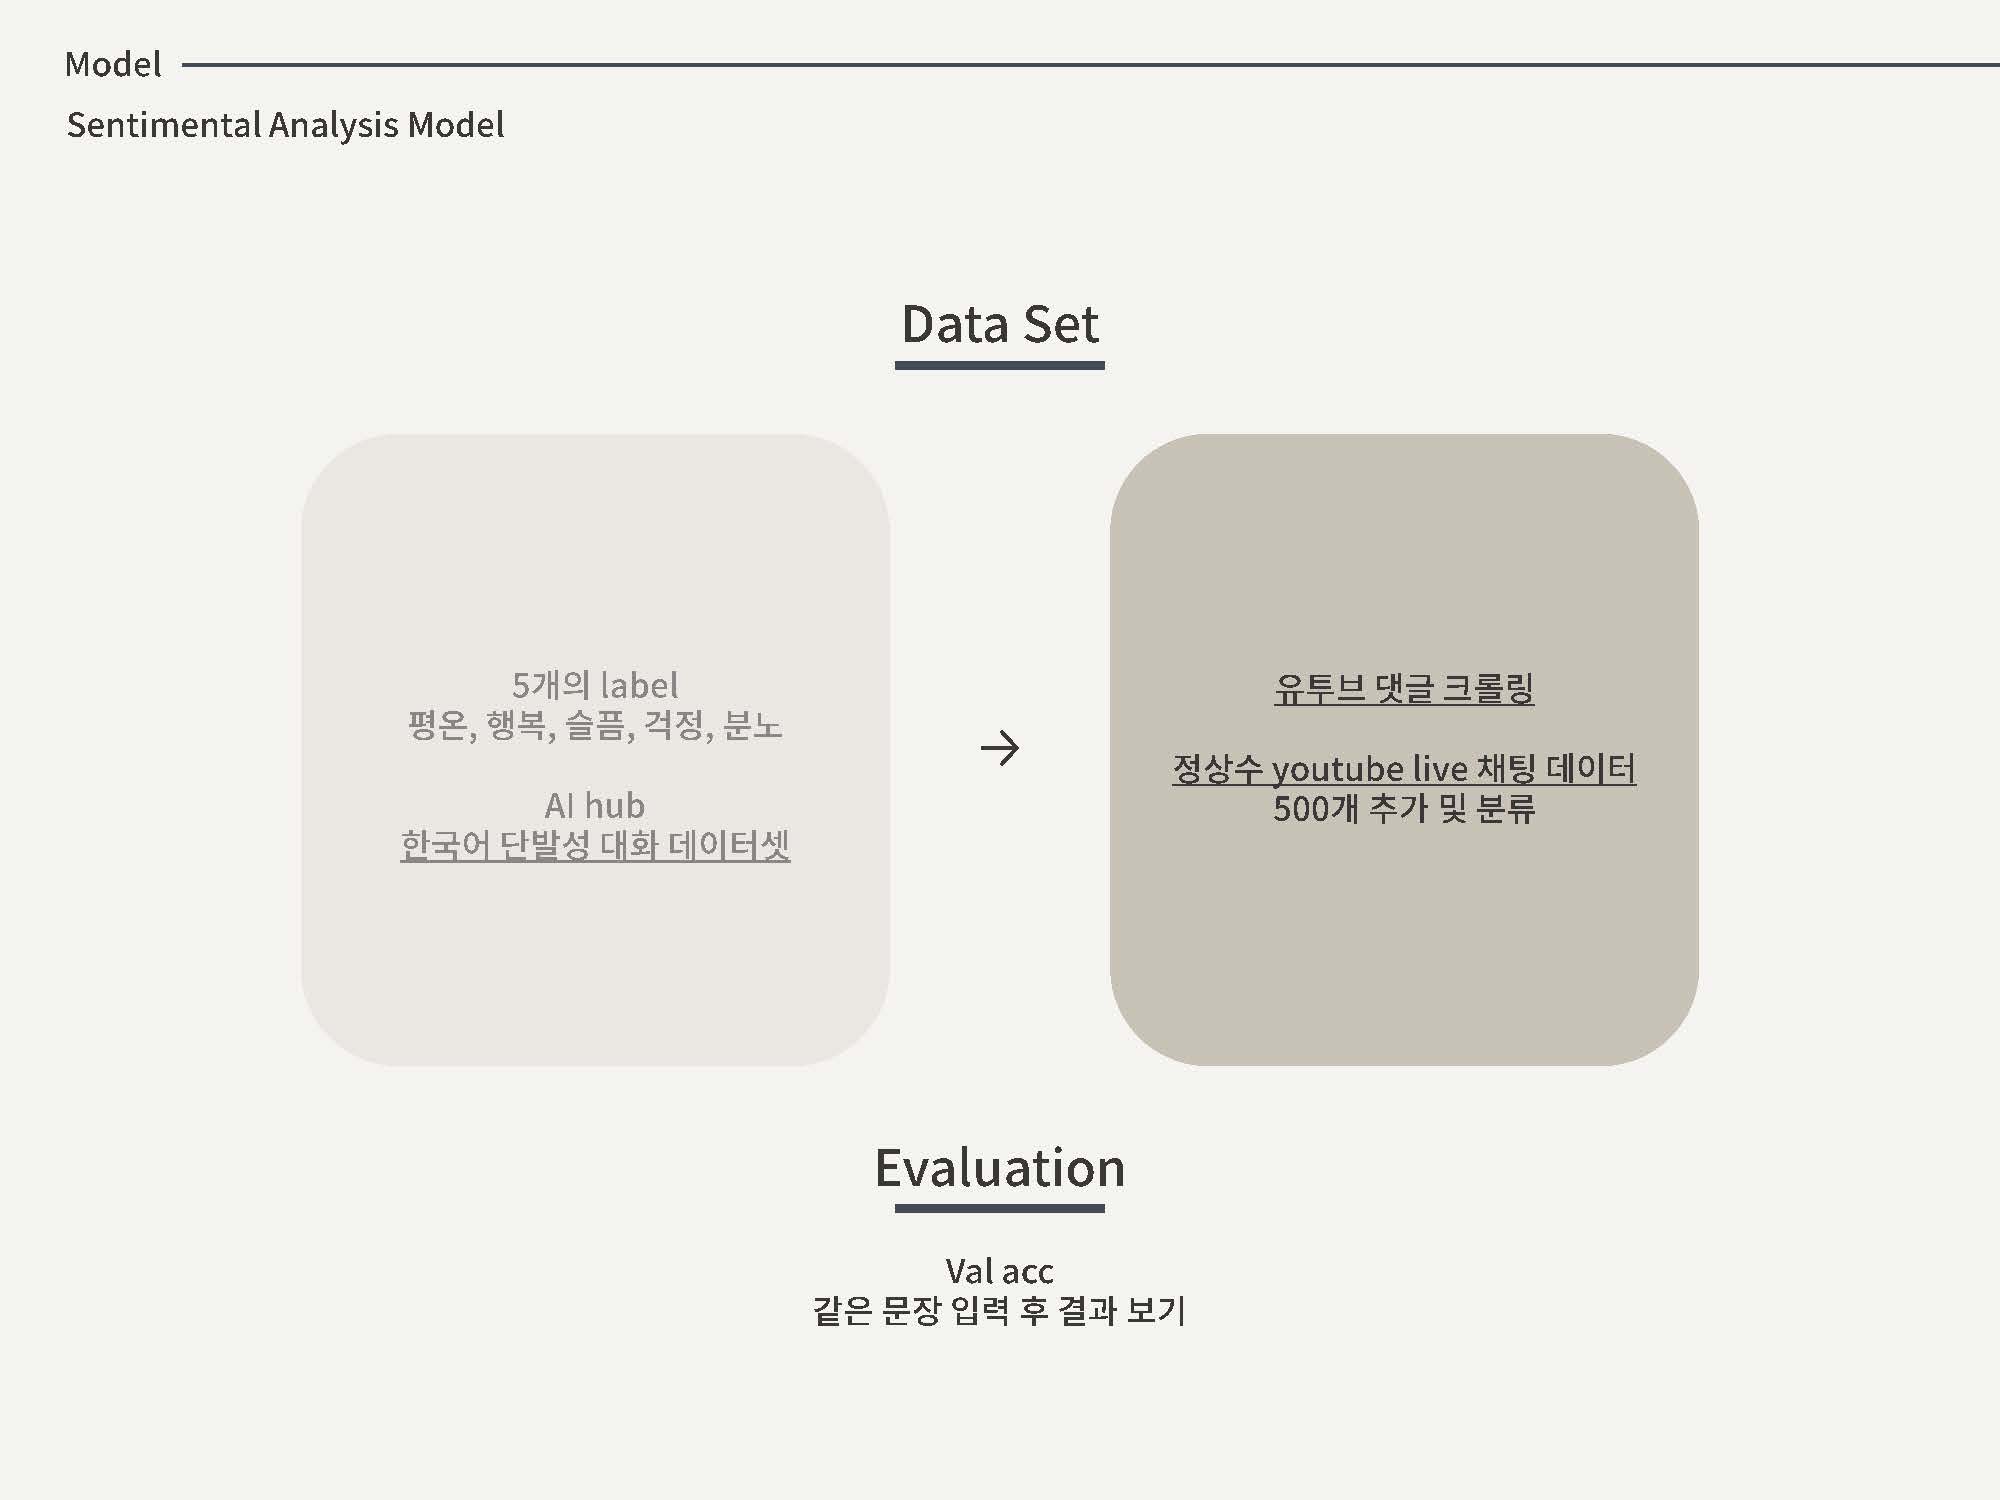 Model
Sentimental Analysis Model
Data Set
5개의 label
평온, 행복, 슬픔, 걱정, 분노
AI hub
한국어 단발성 대화 데이터셋
→
유투브 댓글 크롤링
정상수 youtube live 채팅 데이터
500개 추가 및 분류
Evaluation
Val acc
같은 문장 입력 후 결과 보기